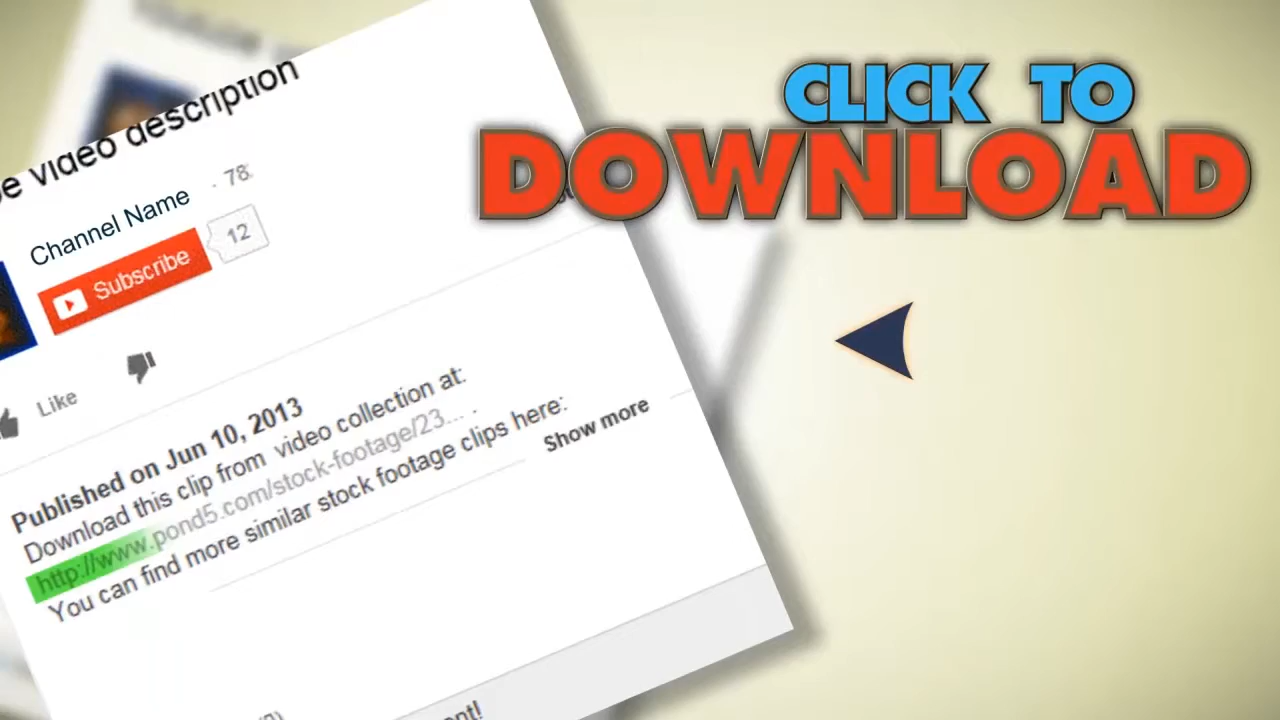 CLICK TO
DOWNLOAD
video description
Channel Name
78
Subscribe
12
Like
Published on Jun 10, 2013
Download this clip from video collection at:
http://www.pond5.com/stock-footage/23... .
You can find more similar stock footage clips here:
Show more